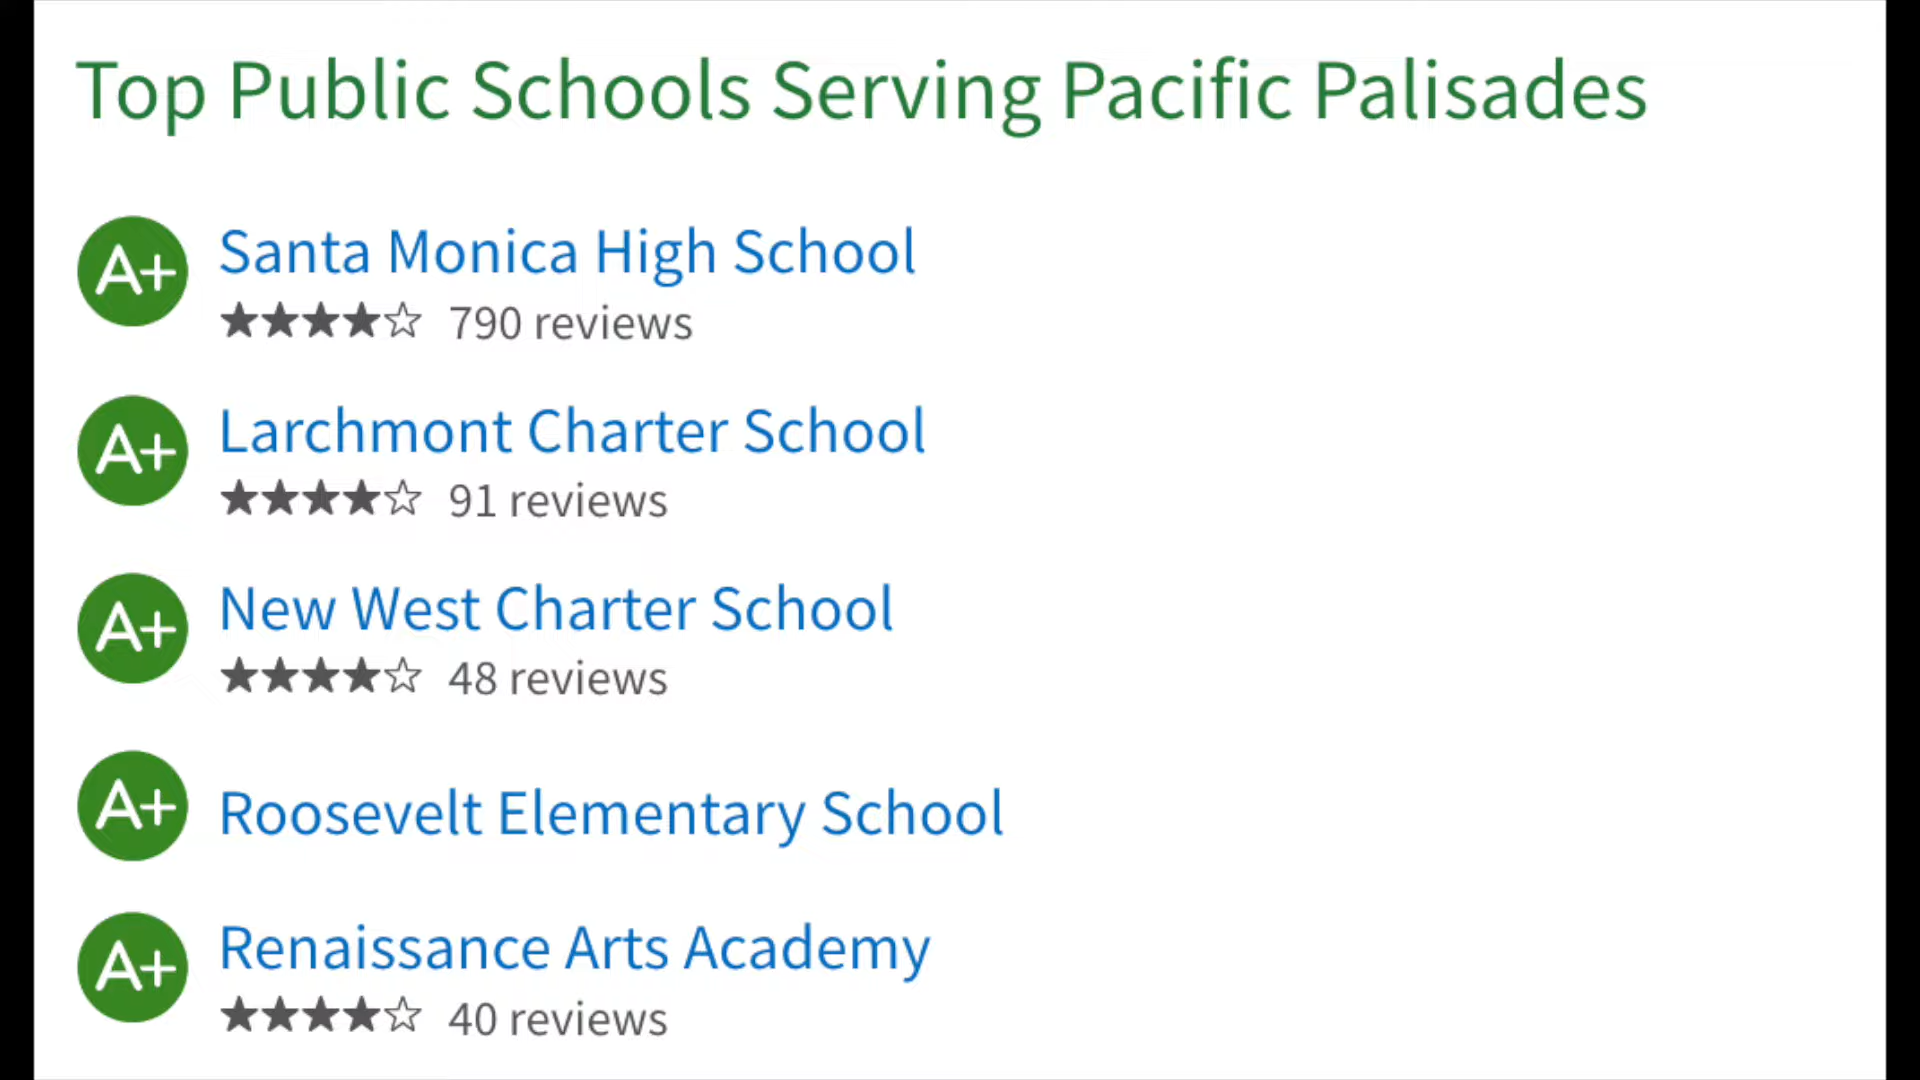 Top Public Schools Serving Pacific Palisades
A+ Santa Monica High School
790 reviews
A+ Larchmont Charter School
91 reviews
A+ New West Charter School
48 reviews
A+ Roosevelt Elementary School
A+ Renaissance Arts Academy
40 reviews